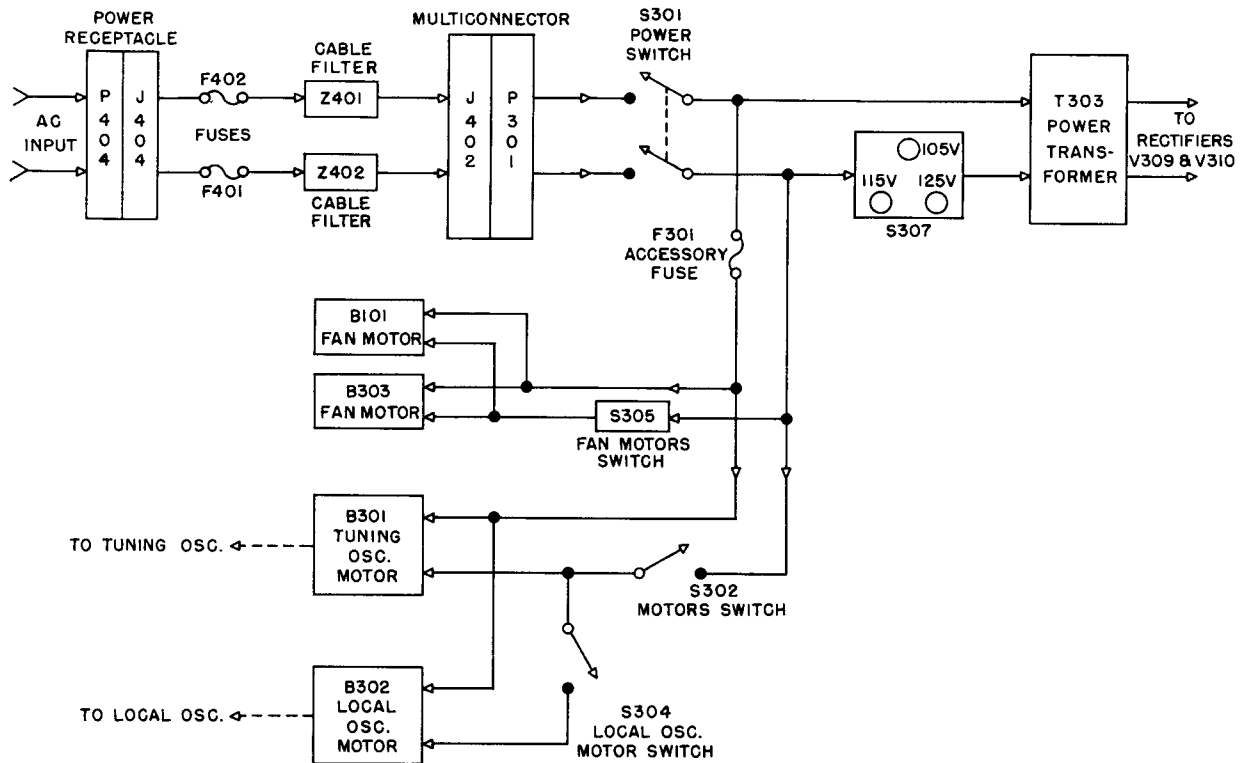 POWER
RECEPTACLE
AC
INPUT
P
4
0
4
J
4
0
4
F402
FUSES
F401
CABLE
FILTER
Z401
Z402
CABLE
FILTER
MULTICONNECTOR
J
4
0
2
P
3
0
1
S301
POWER
SWITCH
F301
ACCESSORY
FUSE
105V
115V
125V
S307
T303
POWER
TRANS-
FORMER
TO
RECTIFIERS
V309 & V310
B101
FAN MOTOR
B303
FAN MOTOR
S305
FAN MOTORS
SWITCH
B301
TUNING
OSC.
MOTOR
TO TUNING OSC.
S302
MOTORS SWITCH
B302
LOCAL
OSC.
MOTOR
TO LOCAL OSC.
S304
LOCAL OSC.
MOTOR SWITCH